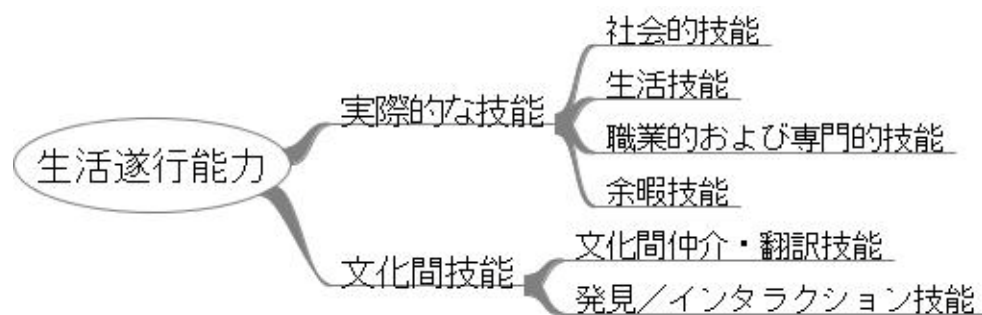 生活遂行能力
実際的な技能
社会的技能
生活技能
職業的および専門的技能
余暇技能
文化間技能
文化間仲介・翻訳技能
発見／インタラクション技能